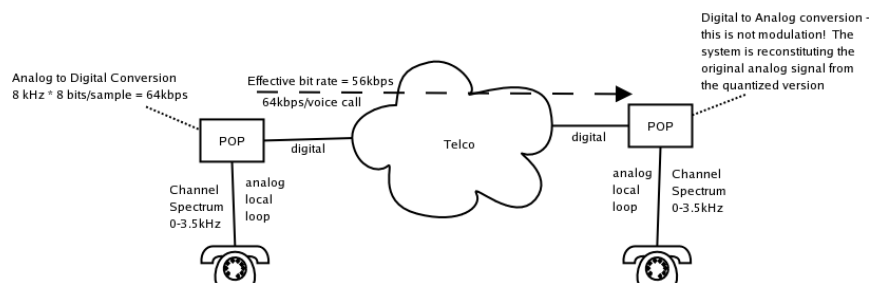 Digital to Analog conversion -
this is not modulation! The
system is reconstituting the
original analog signal from
the quantized version
Analog to Digital Conversion
8 kHz * 8 bits/sample = 64kbps
Effective bit rate = 56kbps
64kbps/voice call
POP
digital
Telco
digital
POP
Channel
Spectrum
0-3.5kHz
analog
local
loop
analog
local
loop
Channel
Spectrum
0-3.5kHz